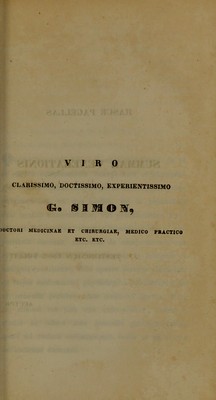 VIRO
CLARISSIMO, DOCTISSIMO, EXPERIENTISSIMO
G. SIMON,
DOCTORI MEDICINAE ET CHIRURGIAE, MEDICO PRACTICO
ETC. ETC.